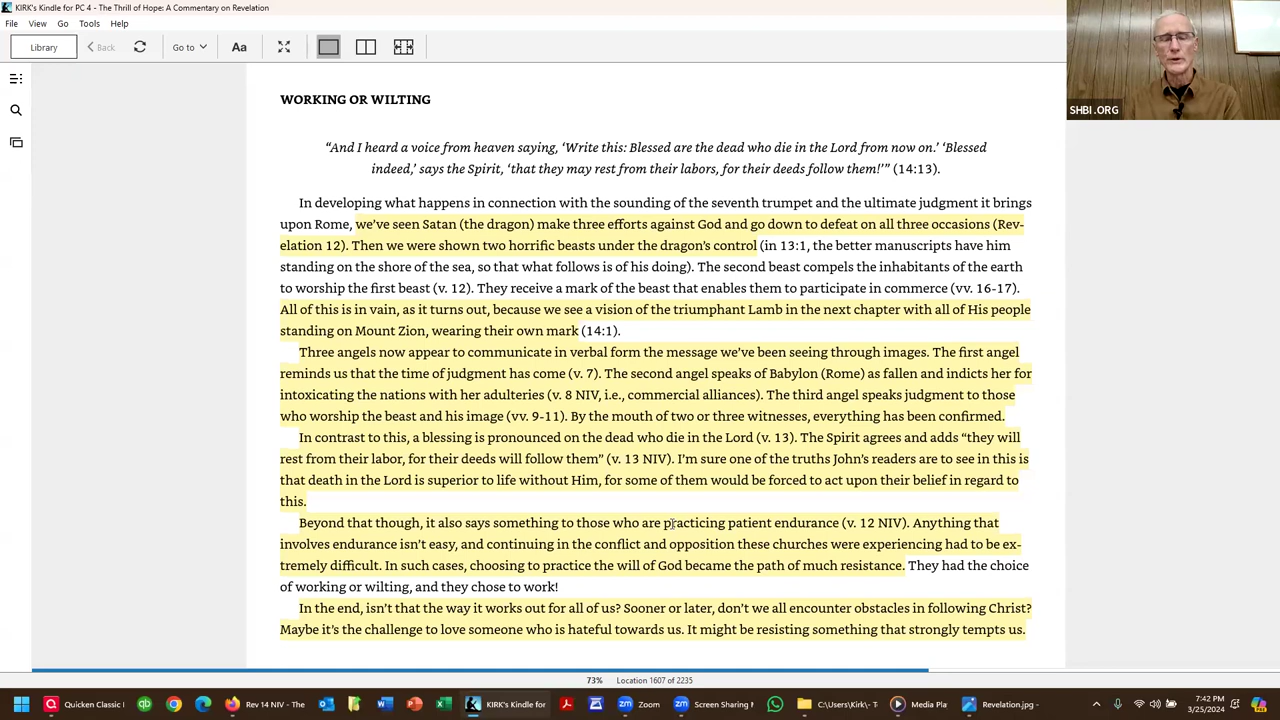 KIRK's Kindle for PC 4 - The Thrill of Hope: A Commentary on Revelation
File View Go Tools Help
Library Back Go to Aa
SHBI.ORG
WORKING OR WILTING
“And I heard a voice from heaven saying, ‘Write this: Blessed are the dead who die in the Lord from now on.’ ‘Blessed
indeed,’ says the Spirit, ‘that they may rest from their labors, for their deeds follow them!’” (14:13).
In developing what happens in connection with the sounding of the seventh trumpet and the ultimate judgment it brings
upon Rome, we’ve seen Satan (the dragon) make three efforts against God and go down to defeat on all three occasions (Rev-
elation 12). Then we were shown two horrific beasts under the dragon’s control (in 13:1, the better manuscripts have him
standing on the shore of the sea, so that what follows is of his doing). The second beast compels the inhabitants of the earth
to worship the first beast (v. 12). They receive a mark of the beast that enables them to participate in commerce (vv. 16-17).
All of this is in vain, as it turns out, because we see a vision of the triumphant Lamb in the next chapter with all of His people
standing on Mount Zion, wearing their own mark (14:1).
Three angels now appear to communicate in verbal form the message we’ve been seeing through images. The first angel
reminds us that the time of judgment has come (v. 7). The second angel speaks of Babylon (Rome) as fallen and indicts her for
intoxicating the nations with her adulteries (v. 8 NIV, i.e., commercial alliances). The third angel speaks judgment to those
who worship the beast and his image (vv. 9-11). By the mouth of two or three witnesses, everything has been confirmed.
In contrast to this, a blessing is pronounced on the dead who die in the Lord (v. 13). The Spirit agrees and adds “they will
rest from their labor, for their deeds will follow them” (v. 13 NIV). I’m sure one of the truths John’s readers are to see in this is
that death in the Lord is superior to life without Him, for some of them would be forced to act upon their belief in regard to
this.
Beyond that though, it also says something to those who are practicing patient endurance (v. 12 NIV). Anything that
involves endurance isn’t easy, and continuing in the conflict and opposition these churches were experiencing had to be ex-
tremely difficult. In such cases, choosing to practice the will of God became the path of much resistance. They had the choice
of working or wilting, and they chose to work!
In the end, isn’t that the way it works out for all of us? Sooner or later, don’t we all encounter obstacles in following Christ?
Maybe it’s the challenge to love someone who is hateful towards us. It might be resisting something that strongly tempts us.
73% Location 1607 of 2235
Quicken Classic Rev 14 NIV - The KIRK's Kindle for Zoom Screen Sharing C:\Users\Kirk\- T Media Pla Revelation.jpg - 7:42 PM
3/25/2024